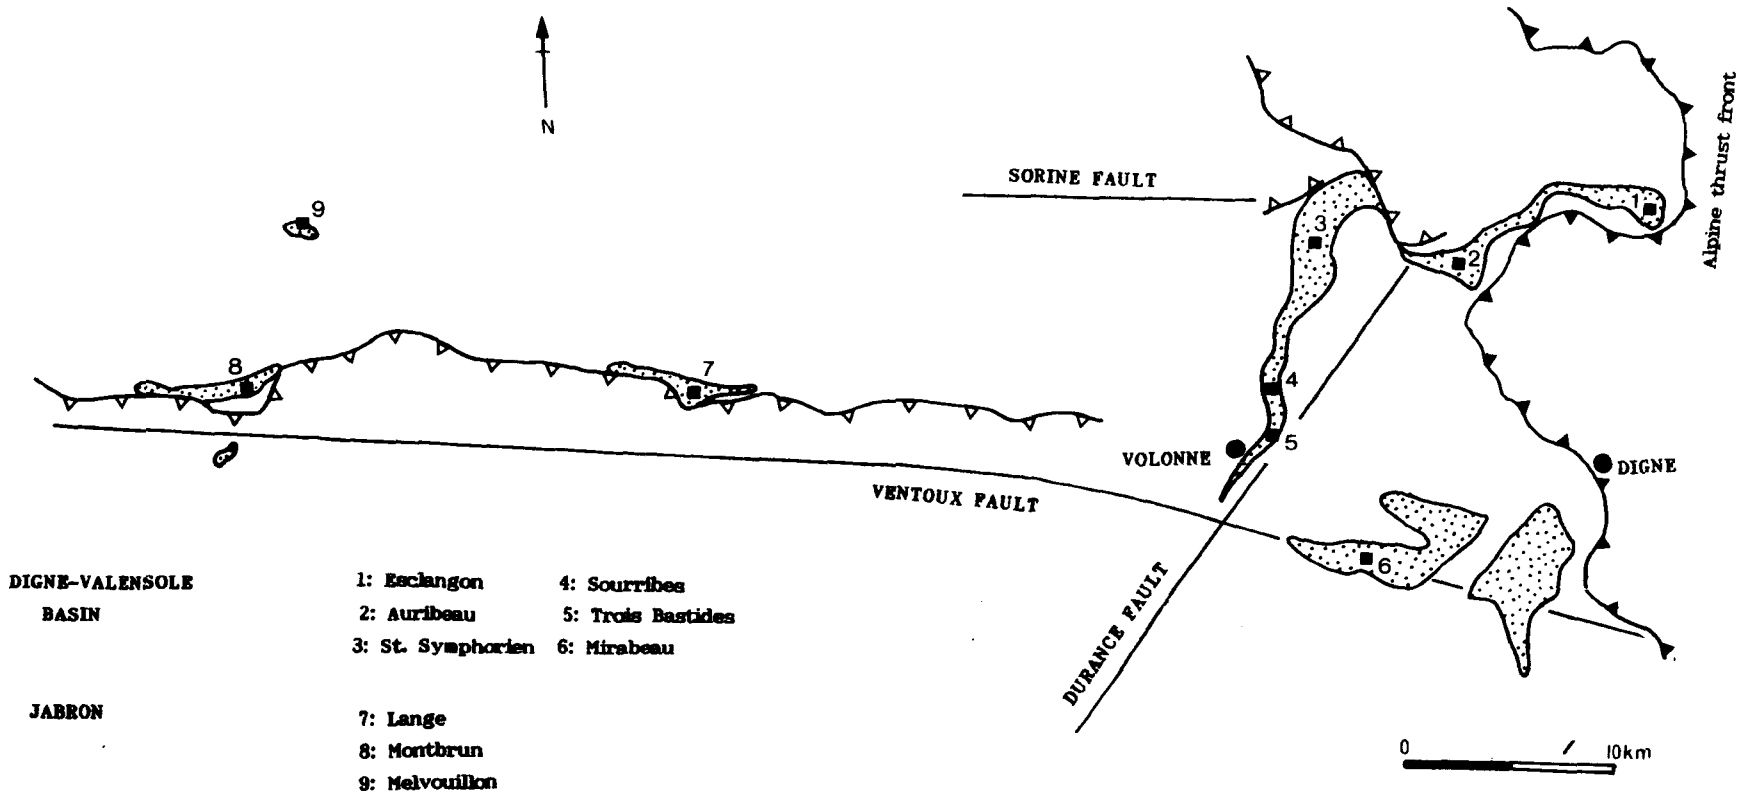 N
Alpine thrust front
SORINE FAULT
9
1
3
2
8
7
4
5
VOLONNE
DIGNE
VENTOUX FAULT
6
DURANCE FAULT
DIGNE-VALENSOLE
BASIN
1: Esclangon
2: Auribeau
3: St. Symphorien
4: Sourribes
5: Trois Bastides
6: Mirabeau
JABRON
7: Lange
8: Montbrun
9: Melvouillon
0 10km